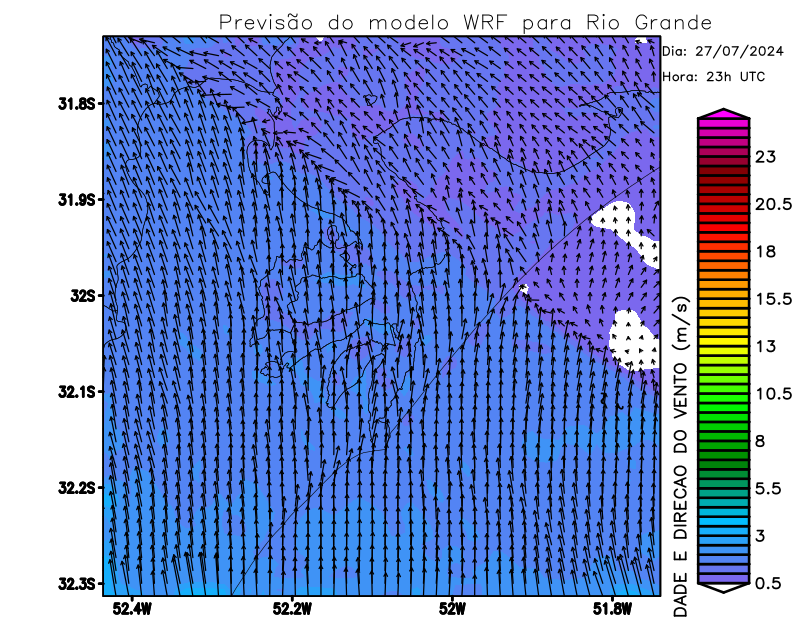 Previsão do modelo WRF para Rio Grande
Dia: 27/07/2024
Hora: 23h UTC
31.8S
31.9S
32S
32.1S
32.2S
32.3S
52.4W
52.2W
52W
51.8W
23
20.5
18
15.5
13
10.5
8
5.5
3
0.5
DADE E DIRECAO DO VENTO (m/s)